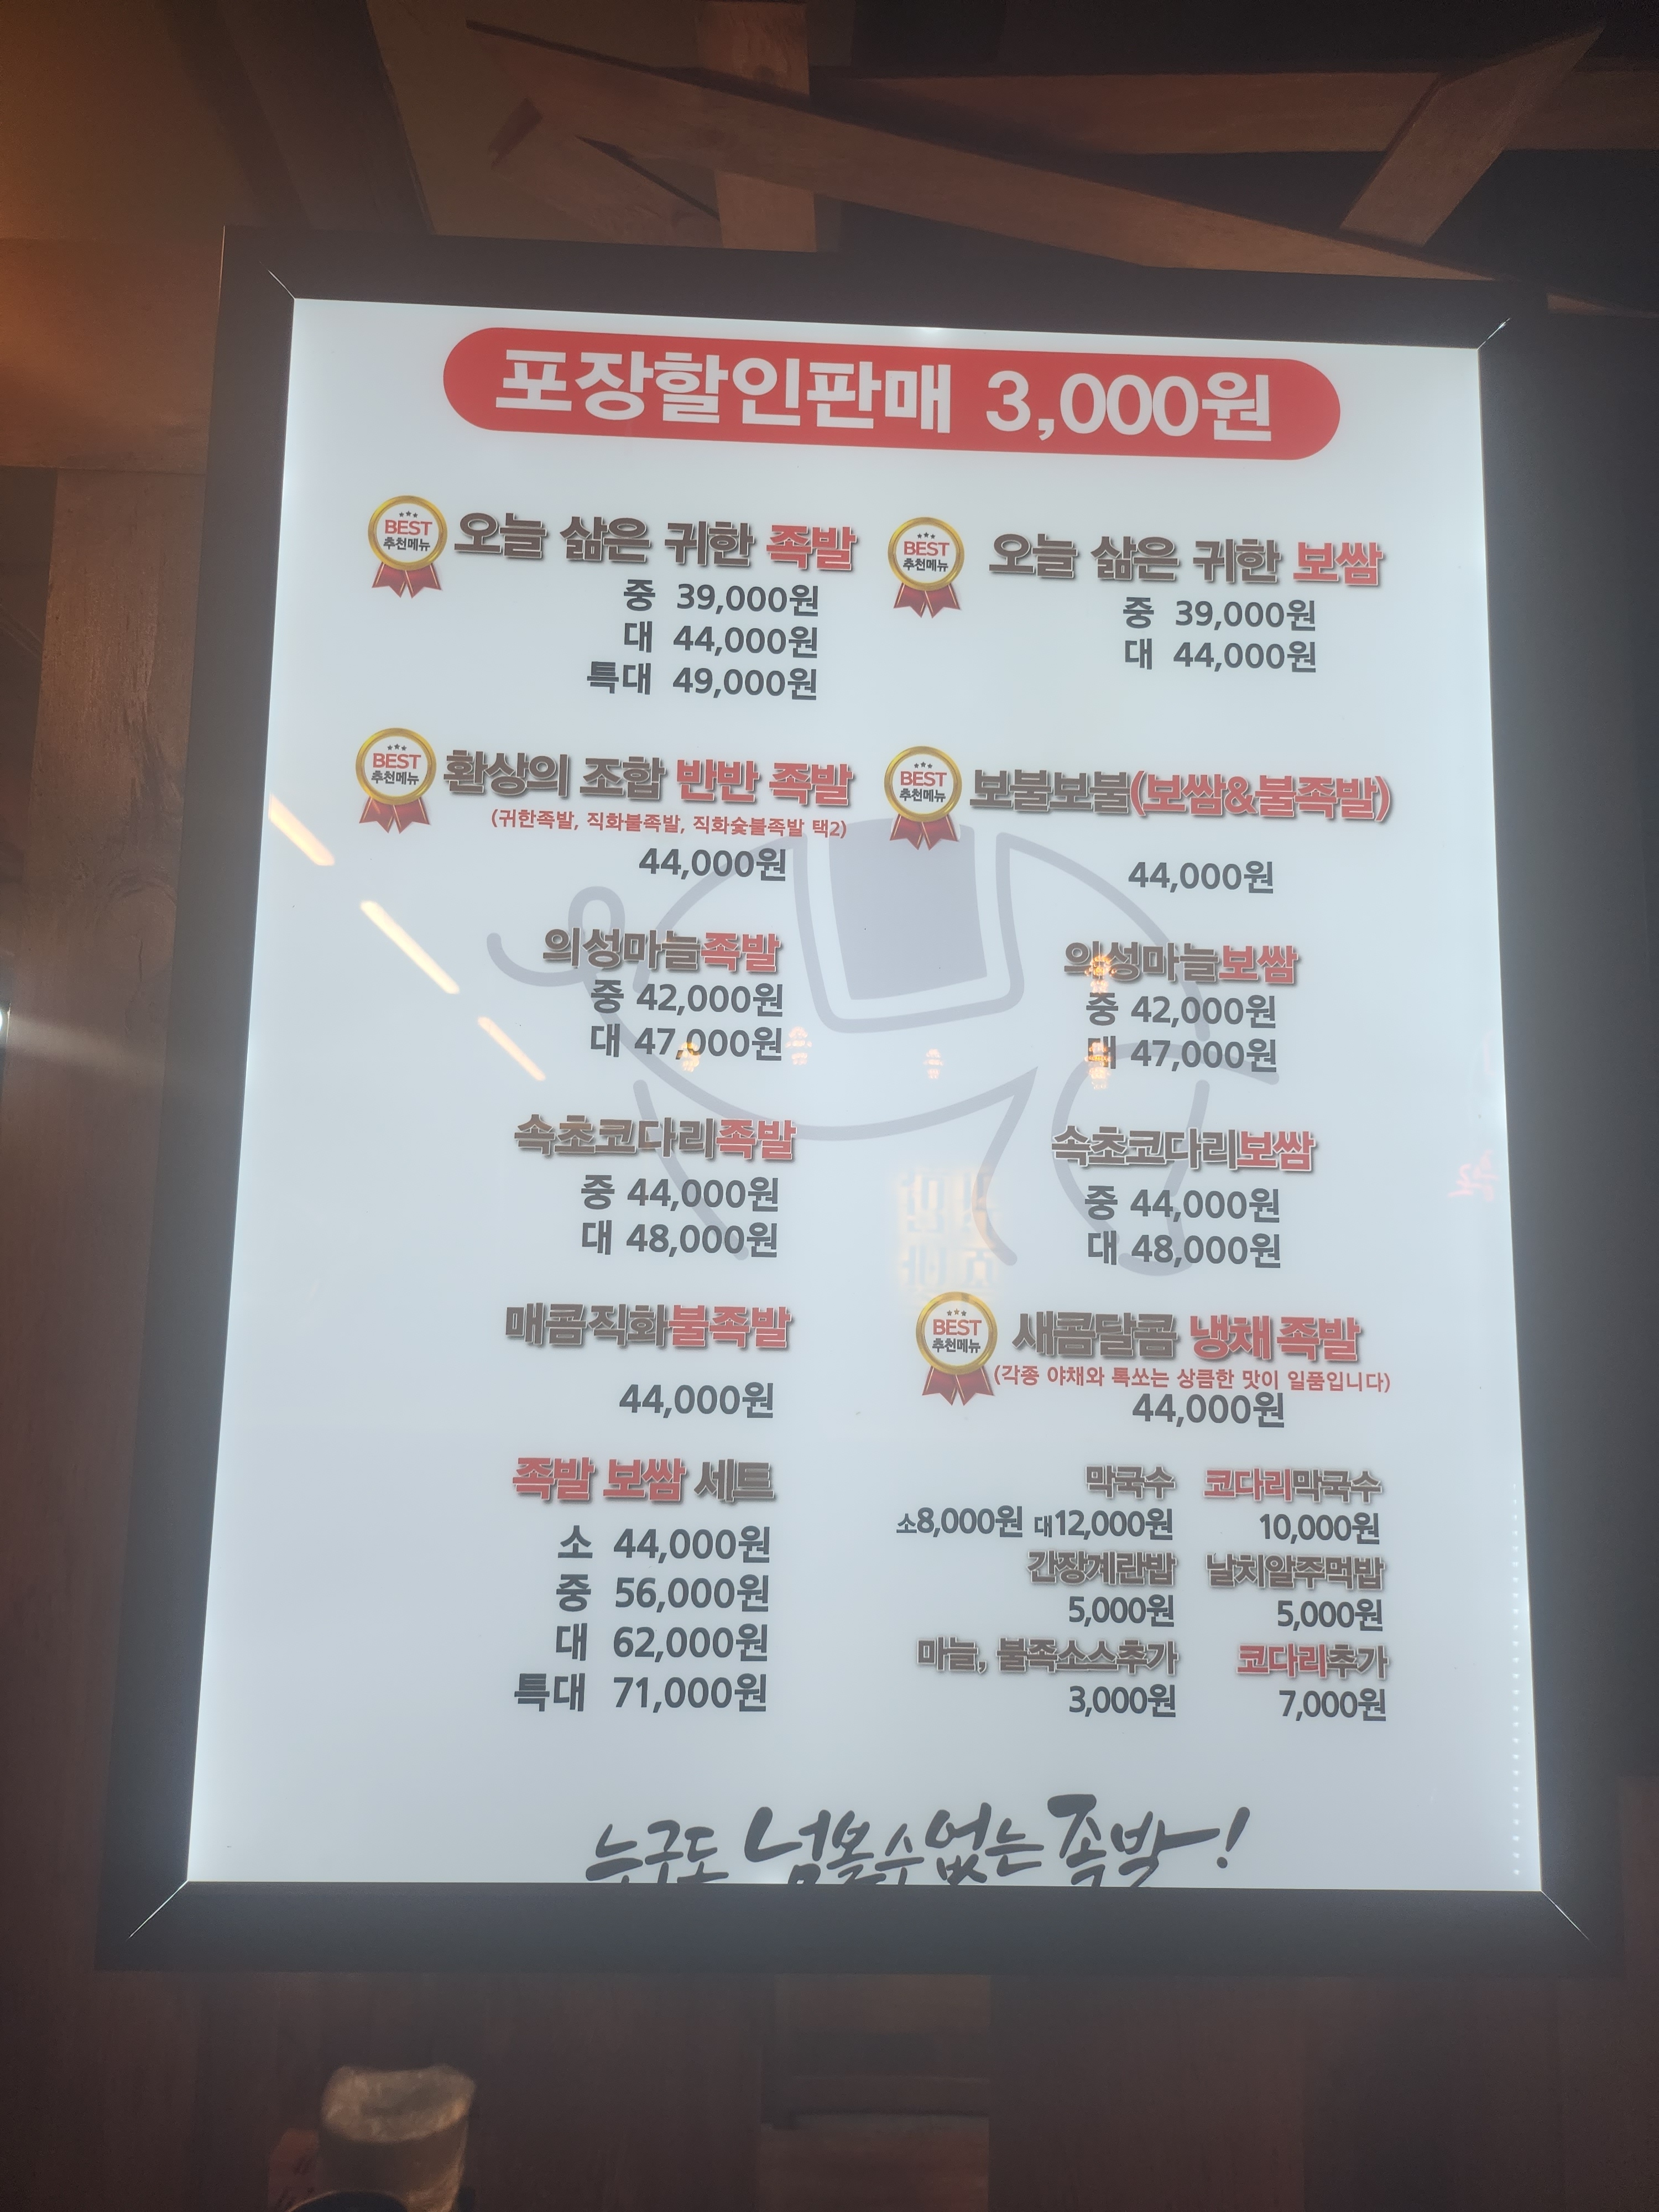 포장할인판매 3,000원
BEST
추천메뉴
오늘 삶은 귀한 족발
중 39,000원
대 44,000원
특대 49,000원
BEST
추천메뉴
오늘 삶은 귀한 보쌈
중 39,000원
대 44,000원
BEST
추천메뉴
환상의 조합 반반 족발
(귀한족발, 직화불족발, 직화숯불족발 택2)
44,000원
BEST
추천메뉴
보불보불(보쌈&불족발)
44,000원
의성마늘족발
중 42,000원
대 47,000원
의성마늘보쌈
중 42,000원
대 47,000원
속초코다리족발
중 44,000원
대 48,000원
속초코다리보쌈
중 44,000원
대 48,000원
매콤직화불족발
44,000원
BEST
추천메뉴
새콤달콤 냉채 족발
(각종 야채와 톡쏘는 상큼한 맛이 일품입니다)
44,000원
족발 보쌈 세트
소 44,000원
중 56,000원
대 62,000원
특대 71,000원
막국수 코다리막국수
소8,000원 대12,000원 10,000원
간장계란밥 날치알주먹밥
5,000원 5,000원
마늘, 불족소스추가 코다리추가
3,000원 7,000원
누구도 넘볼수없는 족발!